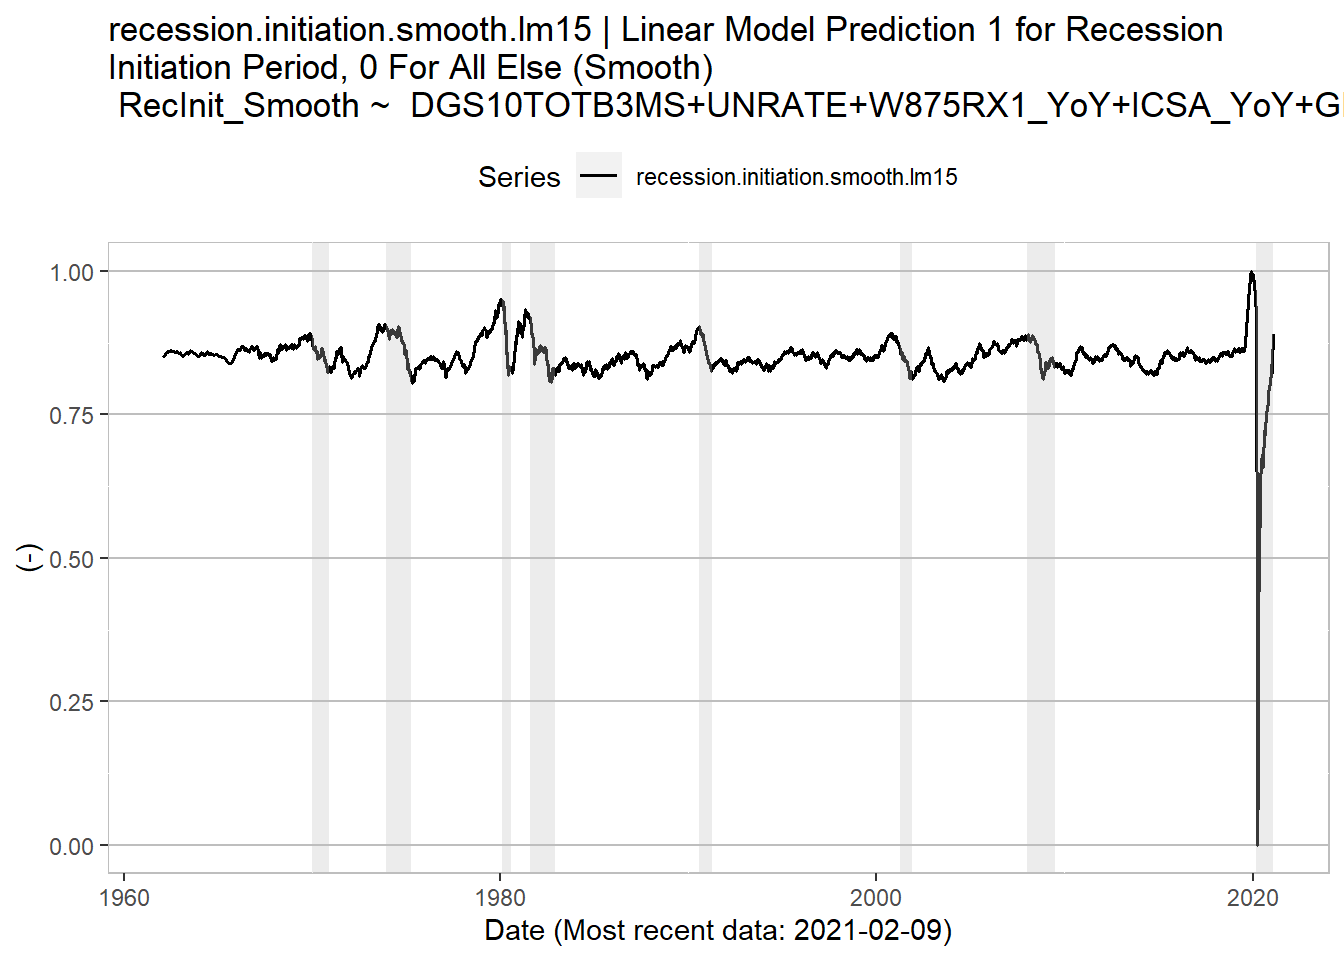 recession.initiation.smooth.lm15 | Linear Model Prediction 1 for Recession
Initiation Period, 0 For All Else (Smooth)
RecInit_Smooth ~ DGS10TOTB3MS+UNRATE+W875RX1_YoY+ICSA_YoY+G
Series recession.initiation.smooth.lm15
1.00
0.75
0.50
0.25
0.00
(-)
1960 1980 2000 2020
Date (Most recent data: 2021-02-09)